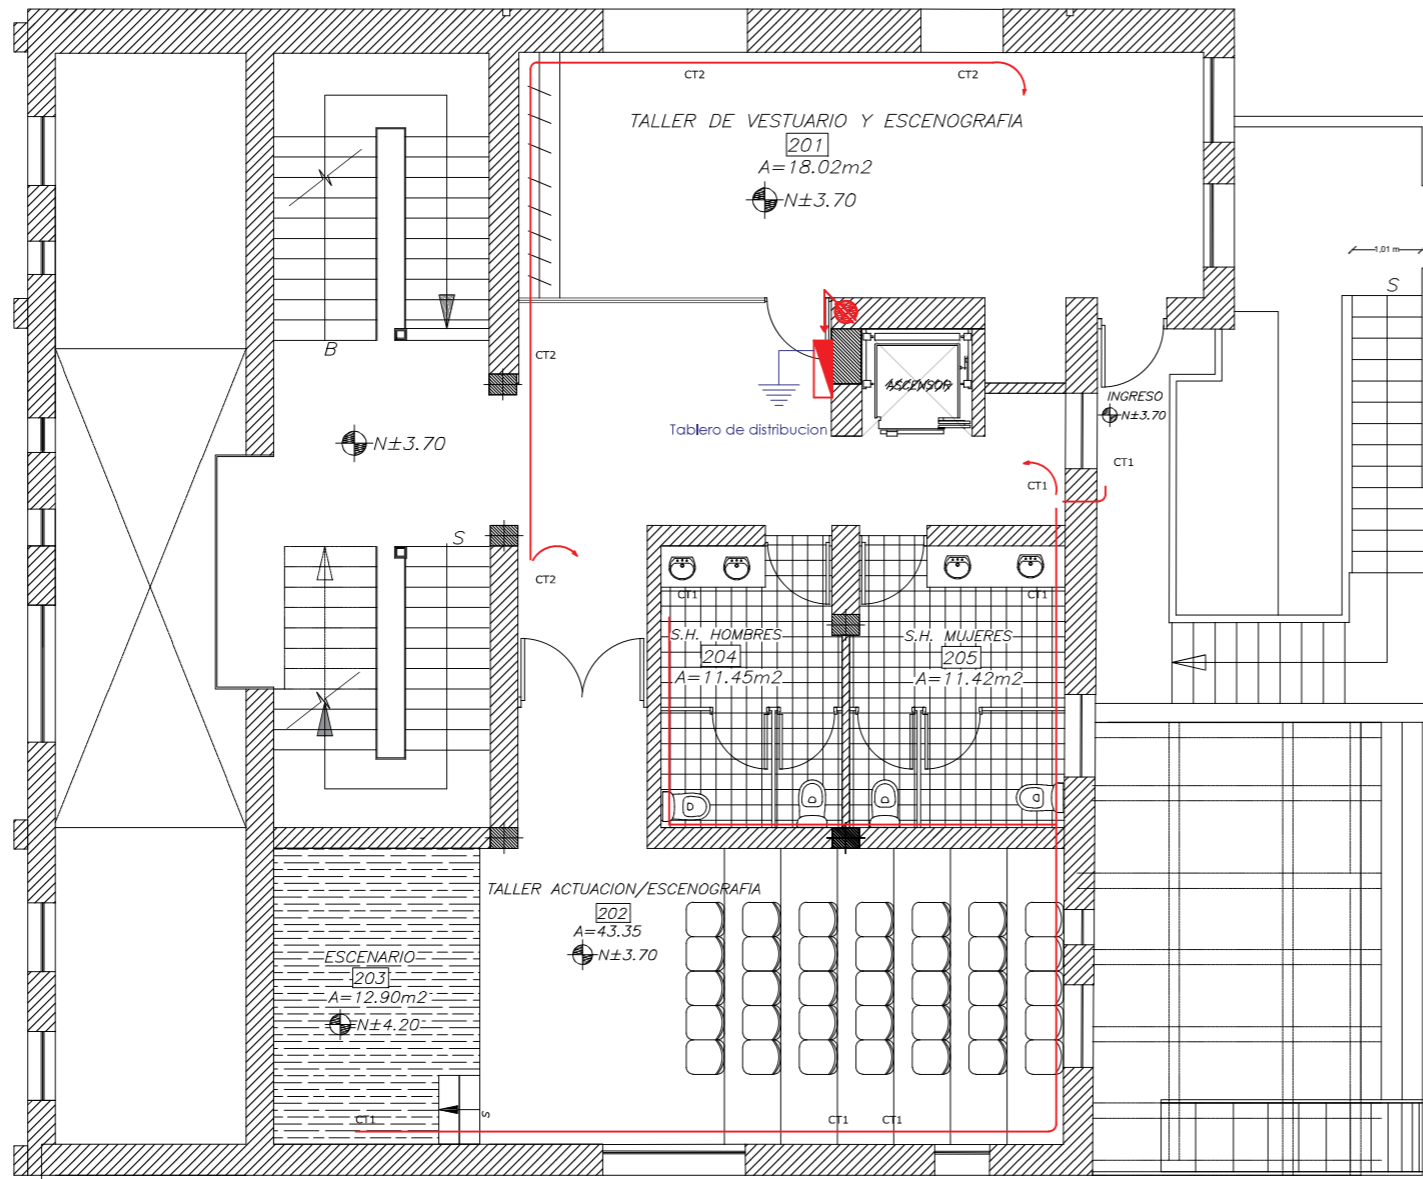 CT2
CT2
TALLER DE VESTUARIO Y ESCENOGRAFIA
201
A=18.02m2
N±3.70
1,01 m
S
B
CT2
ASCENSOR
INGRESO
N±3.70
Tablero de distribucion
N±3.70
CT1
CT1
S
CT2
CT1
CT1
S.H. HOMBRES
204
A=11.45m2
S.H. MUJERES
205
A=11.42m2
TALLER ACTUACION/ESCENOGRAFIA
202
A=43.35
N±3.70
ESCENARIO
203
A=12.90m2
N±4.20
S
CT1
CT1
CT1